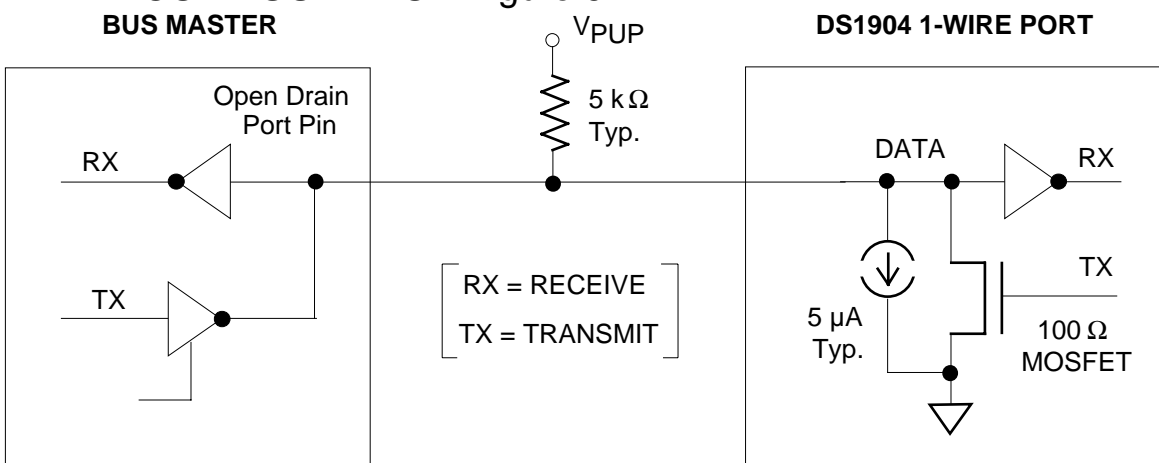 BUS MASTER
VPUP
DS1904 1-WIRE PORT
Open Drain
Port Pin
5 kΩ
Typ.
RX
DATA
RX
TX
RX = RECEIVE
TX = TRANSMIT
5 µA
Typ.
TX
100 Ω
MOSFET